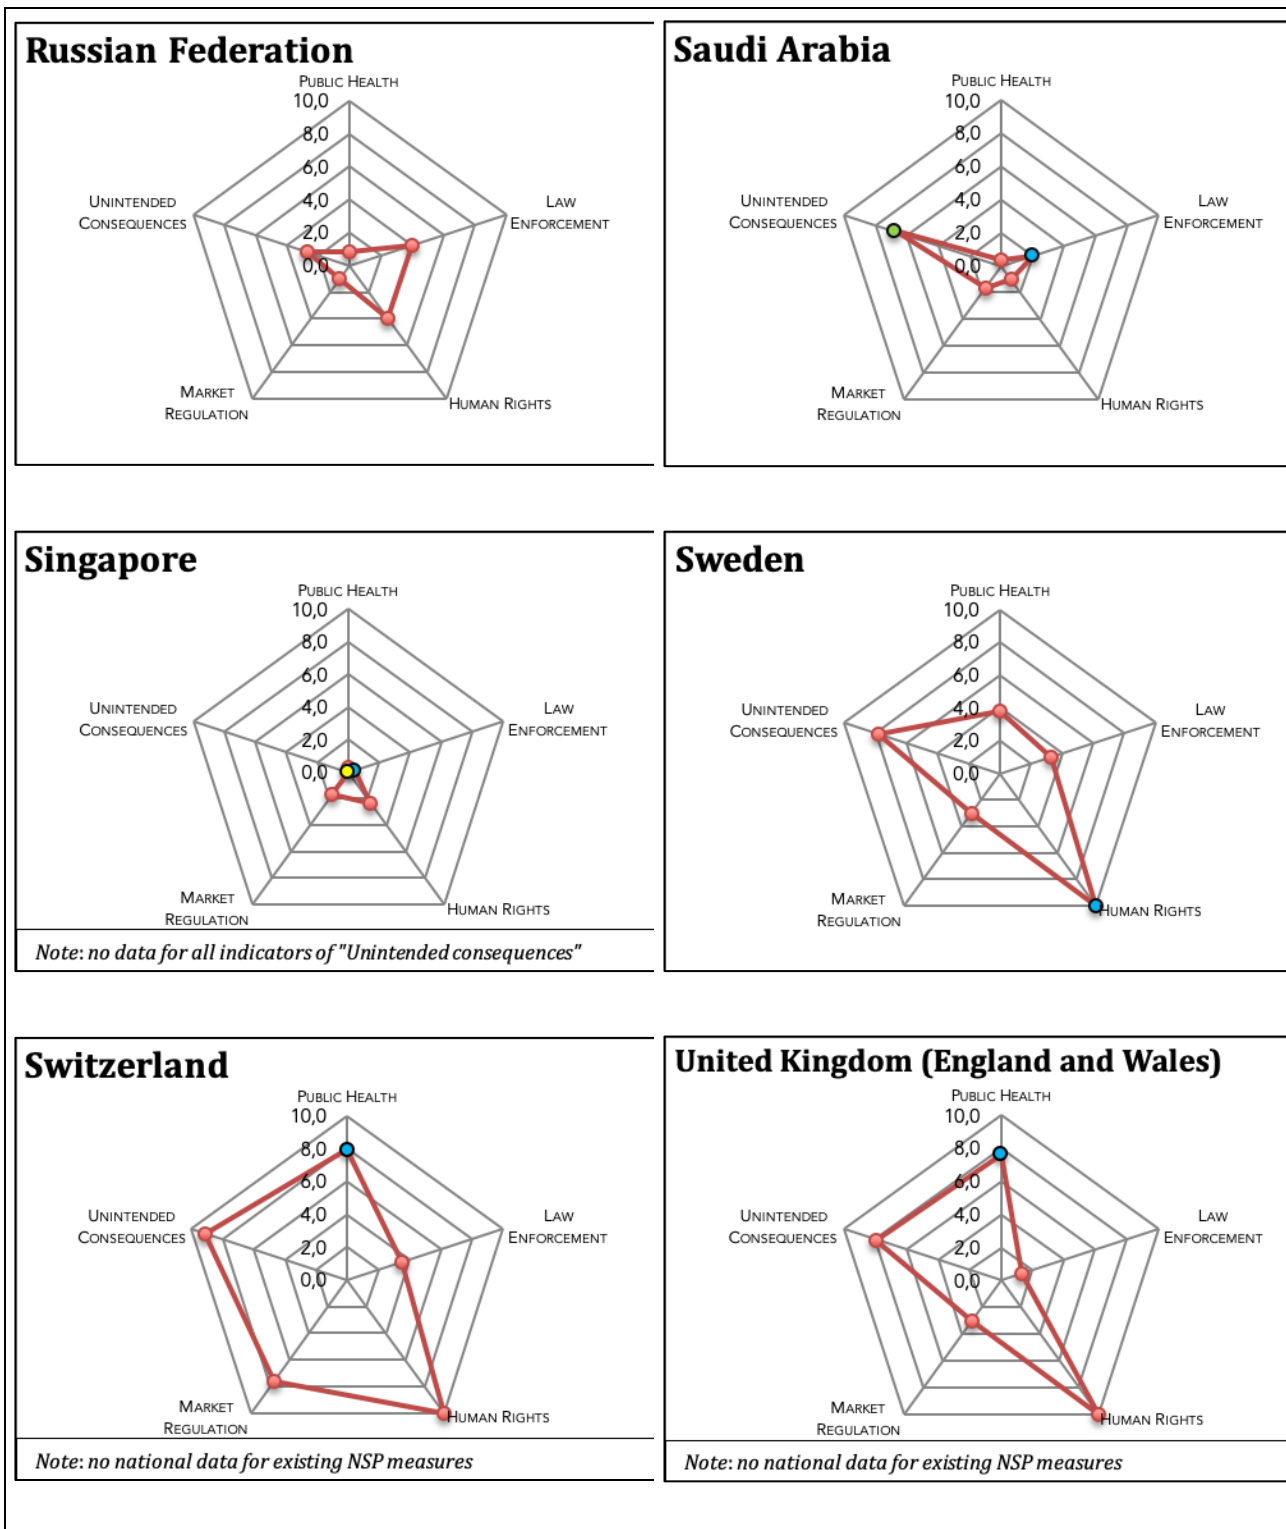 Russian Federation
PUBLIC HEALTH
10,0
8,0
6,0
4,0
2,0
0,0
LAW
ENFORCEMENT
HUMAN RIGHTS
MARKET
REGULATION
UNINTENDED
CONSEQUENCES
Saudi Arabia
PUBLIC HEALTH
10,0
8,0
6,0
4,0
2,0
0,0
LAW
ENFORCEMENT
HUMAN RIGHTS
MARKET
REGULATION
UNINTENDED
CONSEQUENCES
Singapore
PUBLIC HEALTH
10,0
8,0
6,0
4,0
2,0
0,0
LAW
ENFORCEMENT
HUMAN RIGHTS
MARKET
REGULATION
UNINTENDED
CONSEQUENCES
Note: no data for all indicators of "Unintended consequences"
Sweden
PUBLIC HEALTH
10,0
8,0
6,0
4,0
2,0
0,0
LAW
ENFORCEMENT
HUMAN RIGHTS
MARKET
REGULATION
UNINTENDED
CONSEQUENCES
Switzerland
PUBLIC HEALTH
10,0
8,0
6,0
4,0
2,0
0,0
LAW
ENFORCEMENT
HUMAN RIGHTS
MARKET
REGULATION
UNINTENDED
CONSEQUENCES
Note: no national data for existing NSP measures
United Kingdom (England and Wales)
PUBLIC HEALTH
10,0
8,0
6,0
4,0
2,0
0,0
LAW
ENFORCEMENT
HUMAN RIGHTS
MARKET
REGULATION
UNINTENDED
CONSEQUENCES
Note: no national data for existing NSP measures